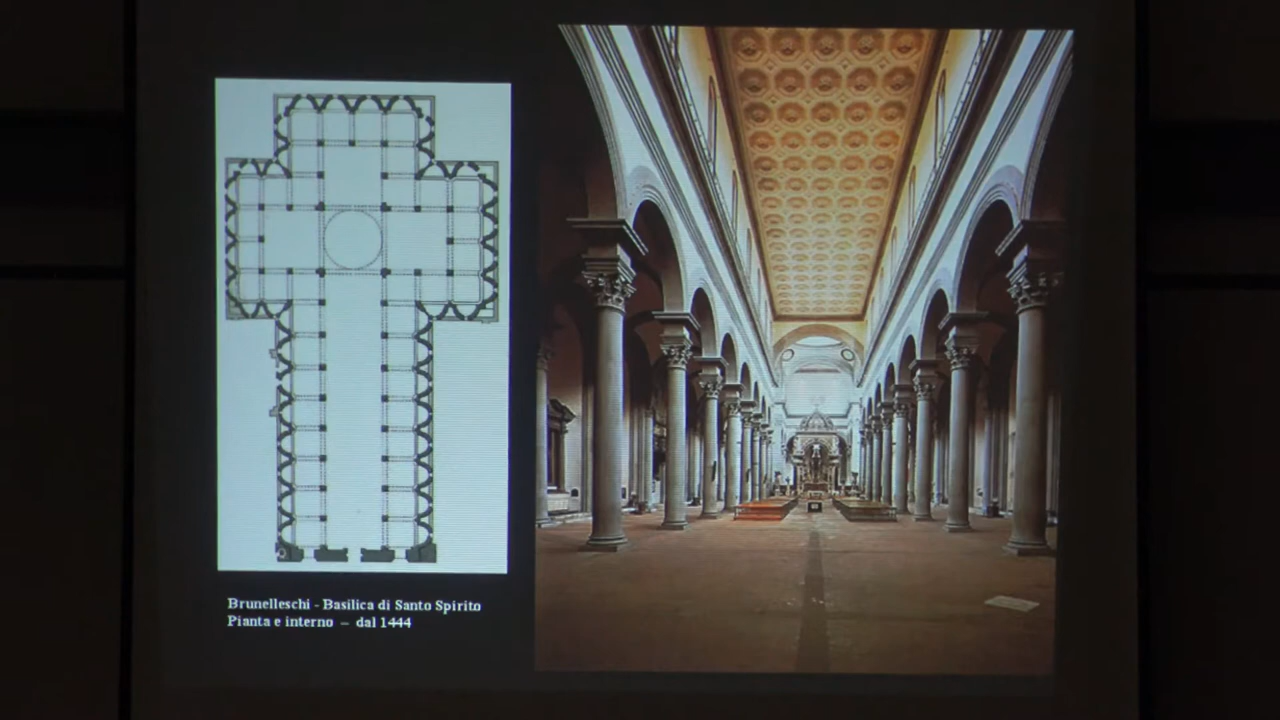 Brunelleschi - Basilica di Santo Spirito
Pianta e interno – dal 1444